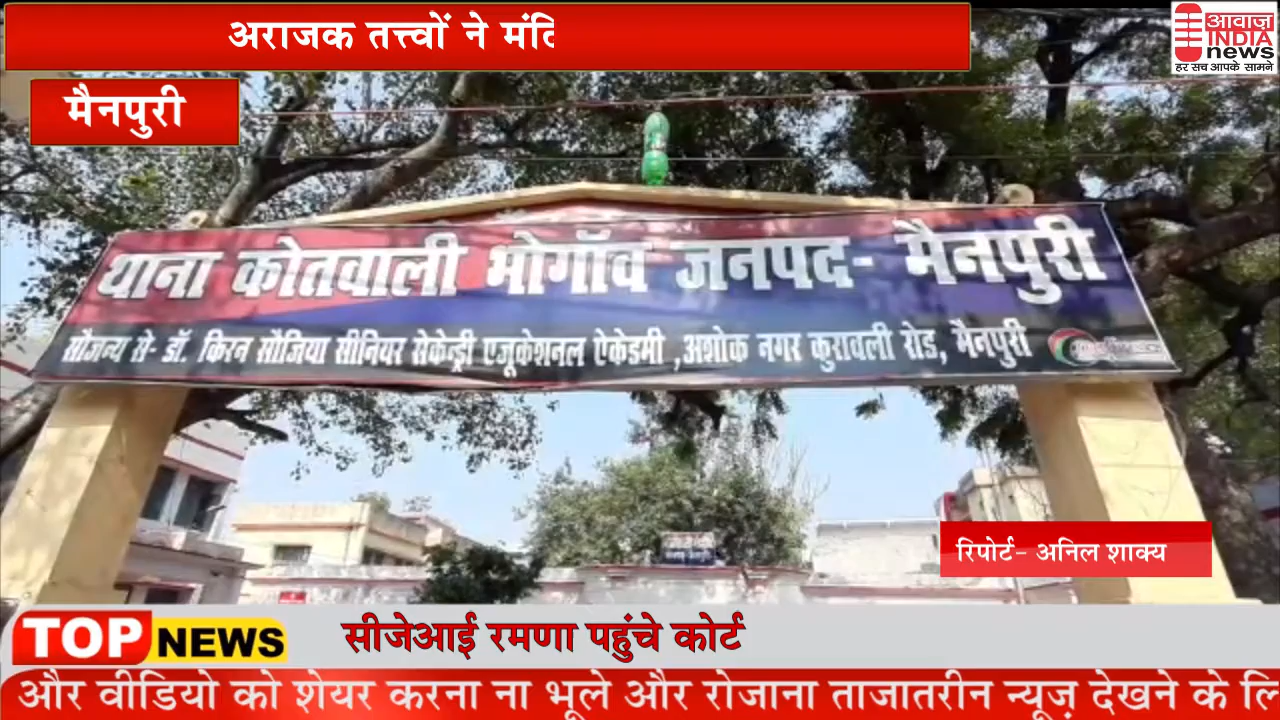 अराजक तत्त्वों ने मंदि
आवाज़
INDIA
news
हर सच आपके सामने
मैनपुरी
थाना कोतवाली भोगॉव जनपद- मैनपुरी
सौजन्य से- डॉ. किरन सौजिया सीनियर सेकेन्ड्री एजूकेशनल ऐकेडमी ,अशोक नगर कुरावली रोड, मैनपुरी
रिपोर्ट- अनिल शाक्य
TOP NEWS
सीजेआई रमणा पहुंचे कोर्ट
और वीडियो को शेयर करना ना भूले और रोजाना ताजातरीन न्यूज़ देखने के लि